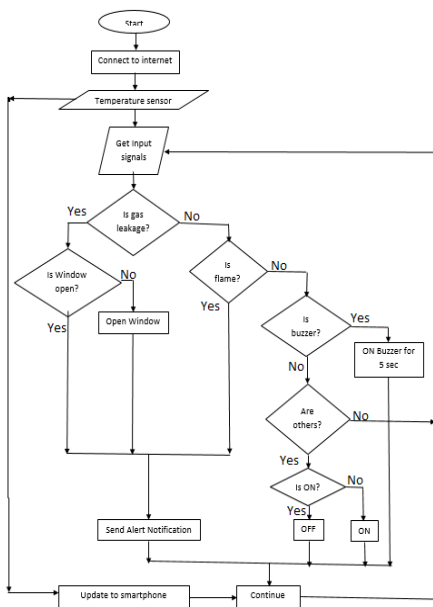 Start
Connect to internet
Temperature sensor
Get Input
signals
Yes
Is gas
leakage?
No
Is Window
open?
No
Is
flame?
No
Yes
Open Window
Yes
Is
buzzer?
Yes
ON Buzzer for
5 sec
No
Are
others?
No
Yes
Is ON?
No
Yes
Send Alert Notification
OFF
ON
Update to smartphone
Continue